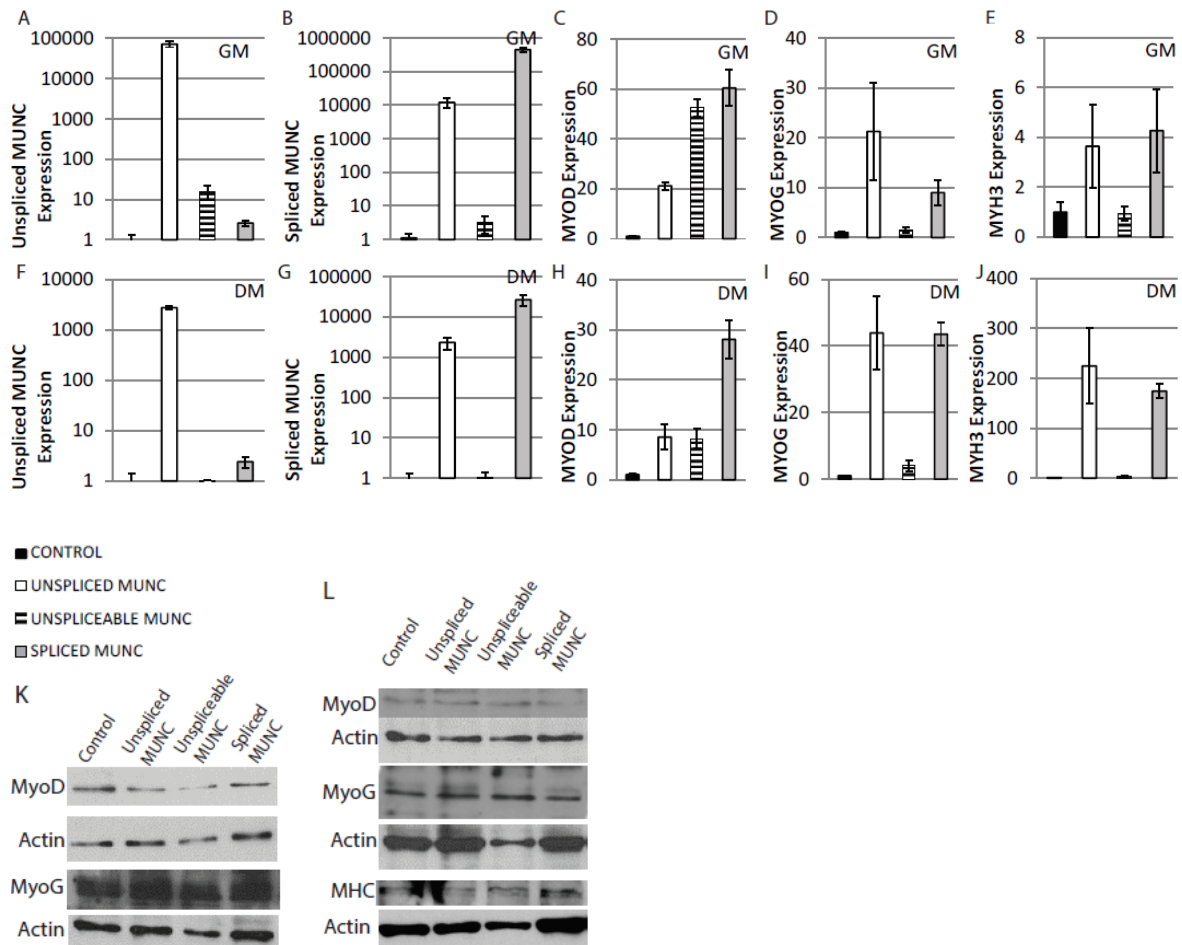 A
Unspliced MUNC
Expression
100000
10000
1000
100
10
1
GM
B
Spliced MUNC
Expression
1000000
100000
10000
1000
100
10
1
GM
C
MYOD Expression
80
60
40
20
0
GM
D
MYOG Expression
40
30
20
10
0
GM
E
MYH3 Expression
8
6
4
2
0
GM
F
Unspliced MUNC
Expression
10000
1000
100
10
1
DM
G
Spliced MUNC
Expression
100000
10000
1000
100
10
1
DM
H
MYOD Expression
40
30
20
10
0
DM
I
MYOG Expression
60
40
20
0
DM
J
MYH3 Expression
400
300
200
100
0
DM
CONTROL
UNSPLICED MUNC
UNSPLICEABLE MUNC
SPLICED MUNC
K
Control
Unspliced
MUNC
Unspliceable
MUNC
Spliced
MUNC
MyoD
Actin
MyoG
Actin
L
Control
Unspliced
MUNC
Unspliceable
MUNC
Spliced
MUNC
MyoD
Actin
MyoG
Actin
MHC
Actin